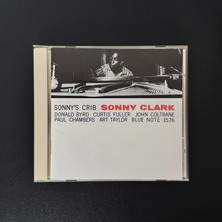 SONNY'S CRIB SONNY CLARK
DONALD BYRD CURTIS FULLER JOHN COLTRANE
PAUL CHAMBERS ART TAYLOR BLUE NOTE 1576